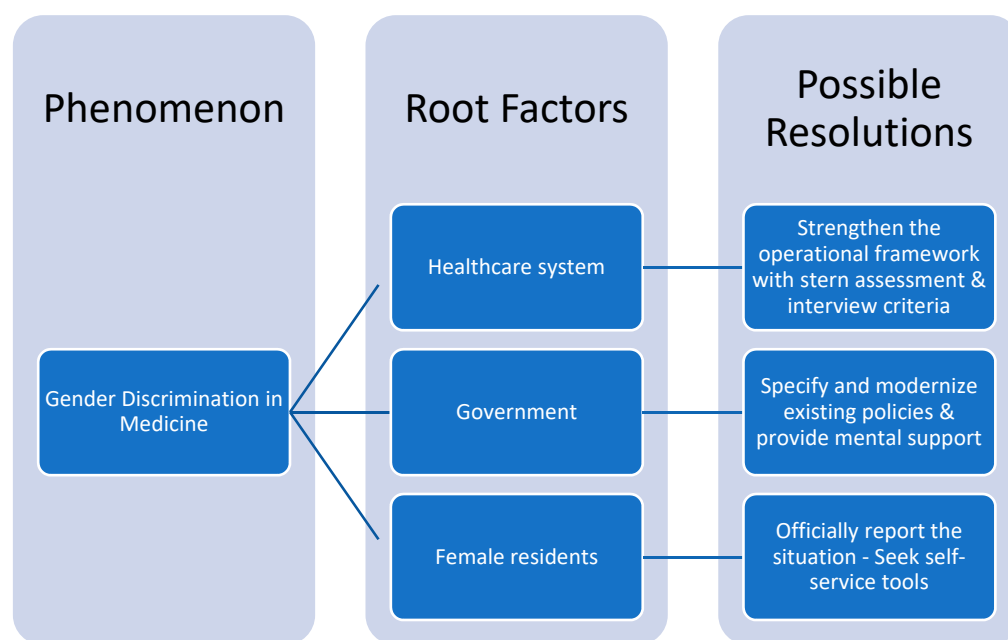 Phenomenon
Root Factors
Possible
Resolutions
Healthcare system
Strengthen the
operational framework
with stern assessment &
interview criteria
Gender Discrimination in
Medicine
Government
Specify and modernize
existing policies &
provide mental support
Female residents
Officially report the
situation - Seek self-
service tools